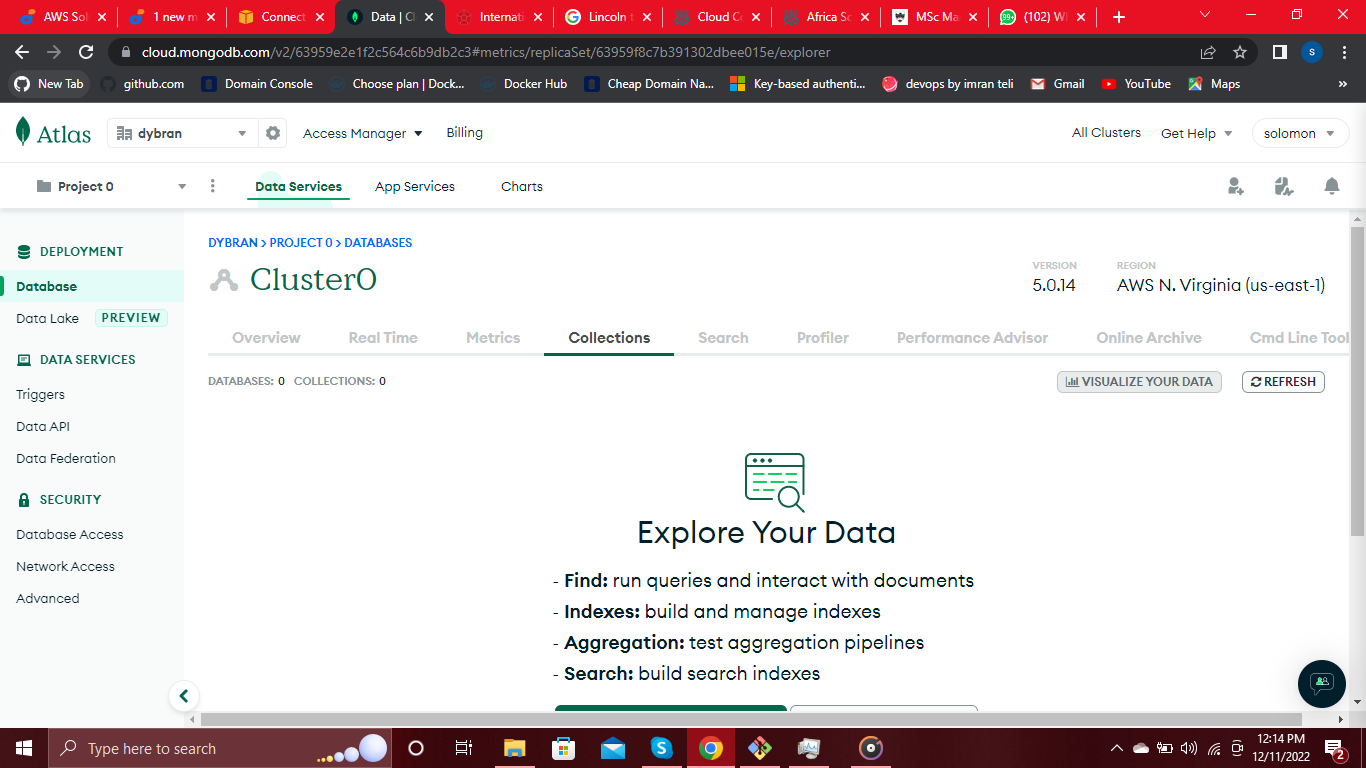 AWS Sol
1 new m
Connect
Data | Cl
Internati
Lincoln t
Cloud Co
Africa Sc
MSc Ma
(102) W
cloud.mongodb.com/v2/63959e2e1f2c564c6b9db2c3#metrics/replicaSet/63959f8c7b391302dbee015e/explorer
S
New Tab
github.com
Domain Console
Choose plan | Dock...
Docker Hub
Cheap Domain Na...
Key-based authenti...
devops by imran teli
Gmail
YouTube
Maps
»
Atlas
dybran
Access Manager
Billing
All Clusters
Get Help
solomon
Project 0
Data Services
App Services
Charts
DEPLOYMENT
Database
Data Lake
PREVIEW
DATA SERVICES
Triggers
Data API
Data Federation
SECURITY
Database Access
Network Access
Advanced
DYBRAN > PROJECT 0 > DATABASES
Cluster0
VERSION
5.0.14
REGION
AWS N. Virginia (us-east-1)
Overview
Real Time
Metrics
Collections
Search
Profiler
Performance Advisor
Online Archive
Cmd Line Tool
DATABASES: 0 COLLECTIONS: 0
VISUALIZE YOUR DATA
REFRESH
Explore Your Data
- Find: run queries and interact with documents
- Indexes: build and manage indexes
- Aggregation: test aggregation pipelines
- Search: build search indexes
Type here to search
12:14 PM
12/11/2022
2